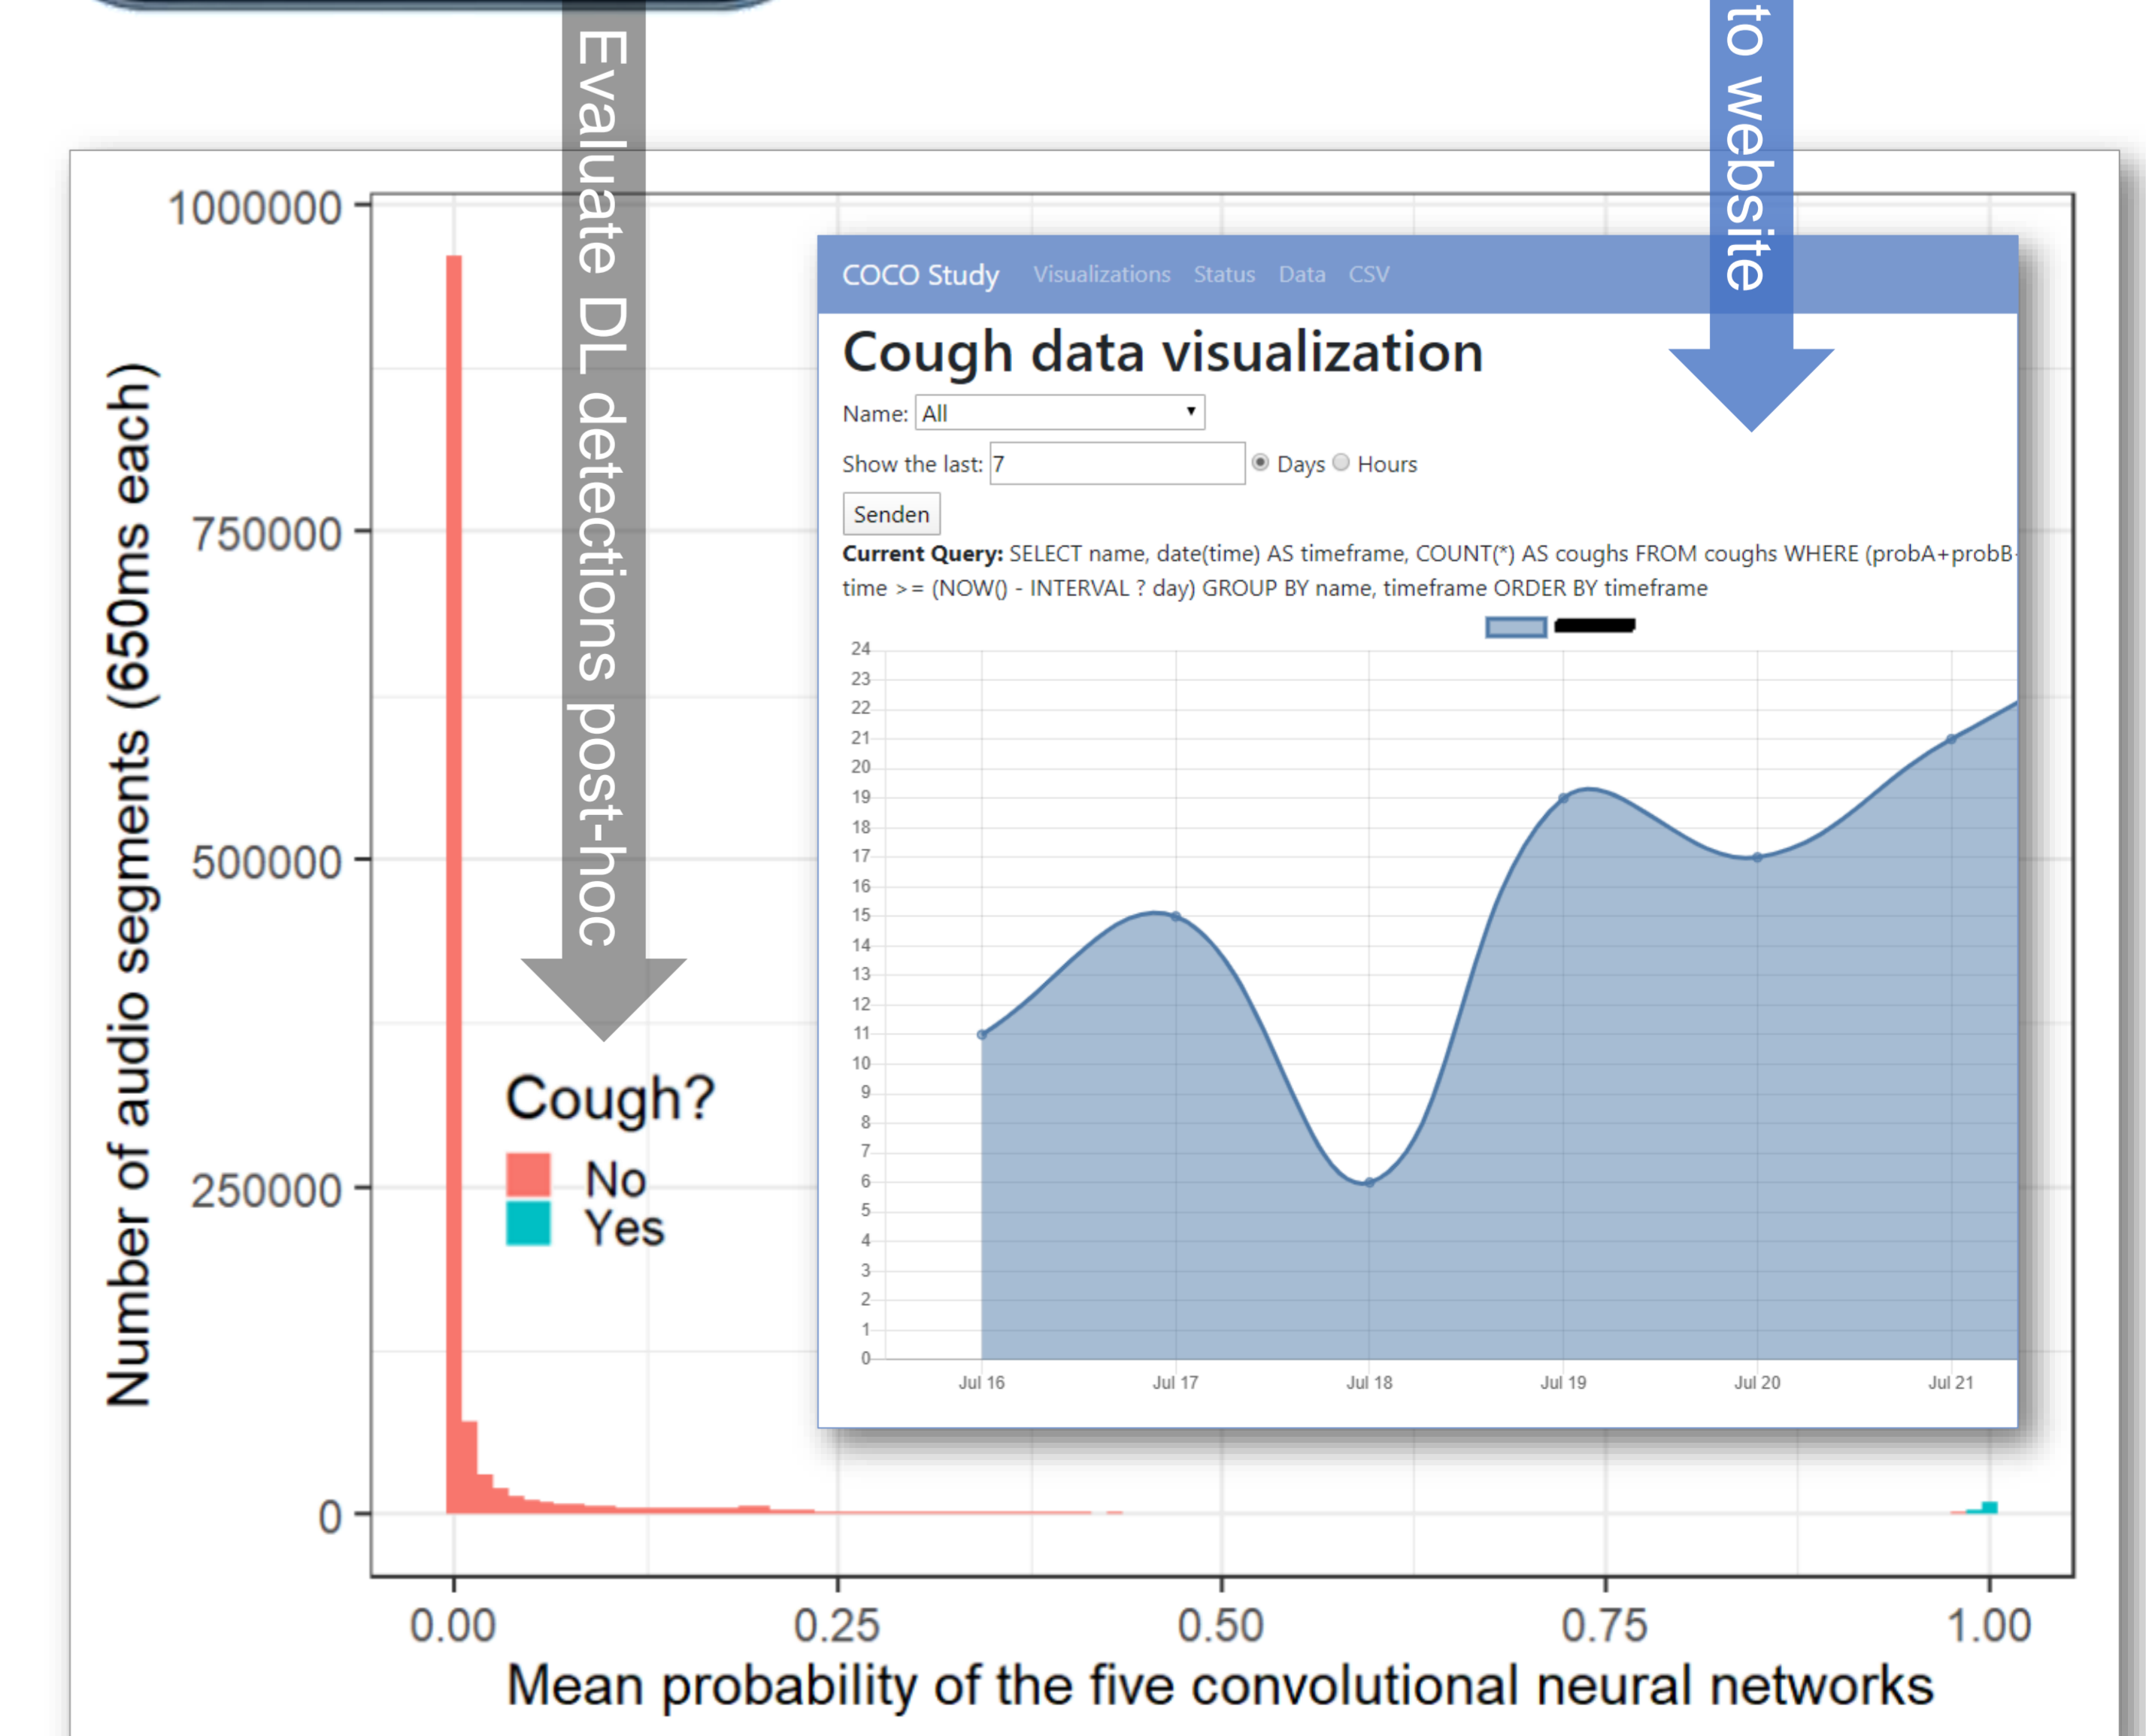 Evaluate DL detections post-hoc
to website
1000000
750000
500000
250000
0
Number of audio segments (650ms each)
COCO Study Visualizations Status Data CSV
Cough data visualization
Name: All
Show the last: 7 Days Hours
Senden
Current Query: SELECT name, date(time) AS timeframe, COUNT(*) AS coughs FROM coughs WHERE (probA+probB
time >= (NOW() - INTERVAL ? day) GROUP BY name, timeframe ORDER BY timeframe
24
23
22
21
20
19
18
17
16
15
14
13
12
11
10
9
8
7
6
5
4
3
2
1
0
Jul 16 Jul 17 Jul 18 Jul 19 Jul 20 Jul 21
Cough?
No
Yes
0.00 0.25 0.50 0.75 1.00
Mean probability of the five convolutional neural networks